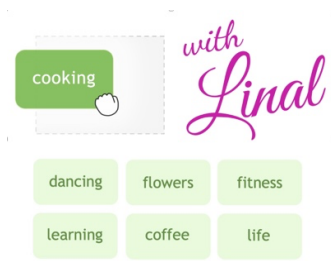 with
cooking
Linal
dancing flowers fitness
learning coffee life